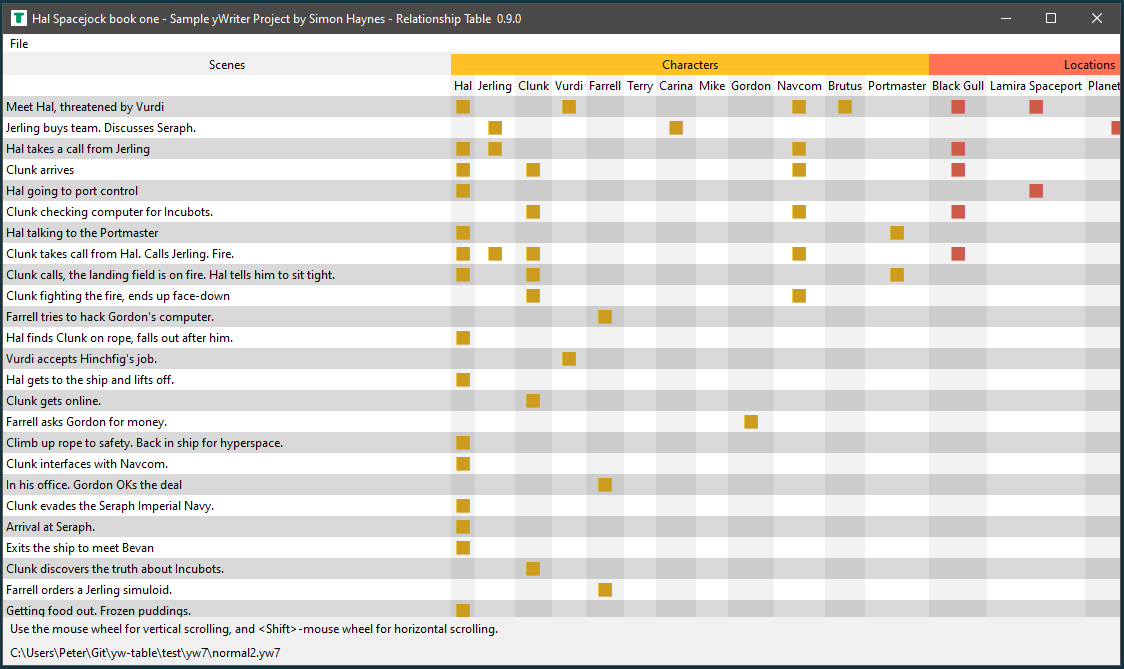 Hal Spacejock book one - Sample yWriter Project by Simon Haynes - Relationship Table 0.9.0
File
Scenes Characters Locations
Hal Jerling Clunk Vurdi Farrell Terry Carina Mike Gordon Navcom Brutus Portmaster Black Gull Lamira Spaceport Planet
Meet Hal, threatened by Vurdi
Jerling buys team. Discusses Seraph.
Hal takes a call from Jerling
Clunk arrives
Hal going to port control
Clunk checking computer for Incubots.
Hal talking to the Portmaster
Clunk takes call from Hal. Calls Jerling. Fire.
Clunk calls, the landing field is on fire. Hal tells him to sit tight.
Clunk fighting the fire, ends up face-down
Farrell tries to hack Gordon's computer.
Hal finds Clunk on rope, falls out after him.
Vurdi accepts Hinchfig's job.
Hal gets to the ship and lifts off.
Clunk gets online.
Farrell asks Gordon for money.
Climb up rope to safety. Back in ship for hyperspace.
Clunk interfaces with Navcom.
In his office. Gordon OKs the deal
Clunk evades the Seraph Imperial Navy.
Arrival at Seraph.
Exits the ship to meet Bevan
Clunk discovers the truth about Incubots.
Farrell orders a Jerling simuloid.
Getting food out. Frozen puddings.
Use the mouse wheel for vertical scrolling, and <Shift>-mouse wheel for horizontal scrolling.
C:\Users\Peter\Git\yw-table\test\yw7\normal2.yw7